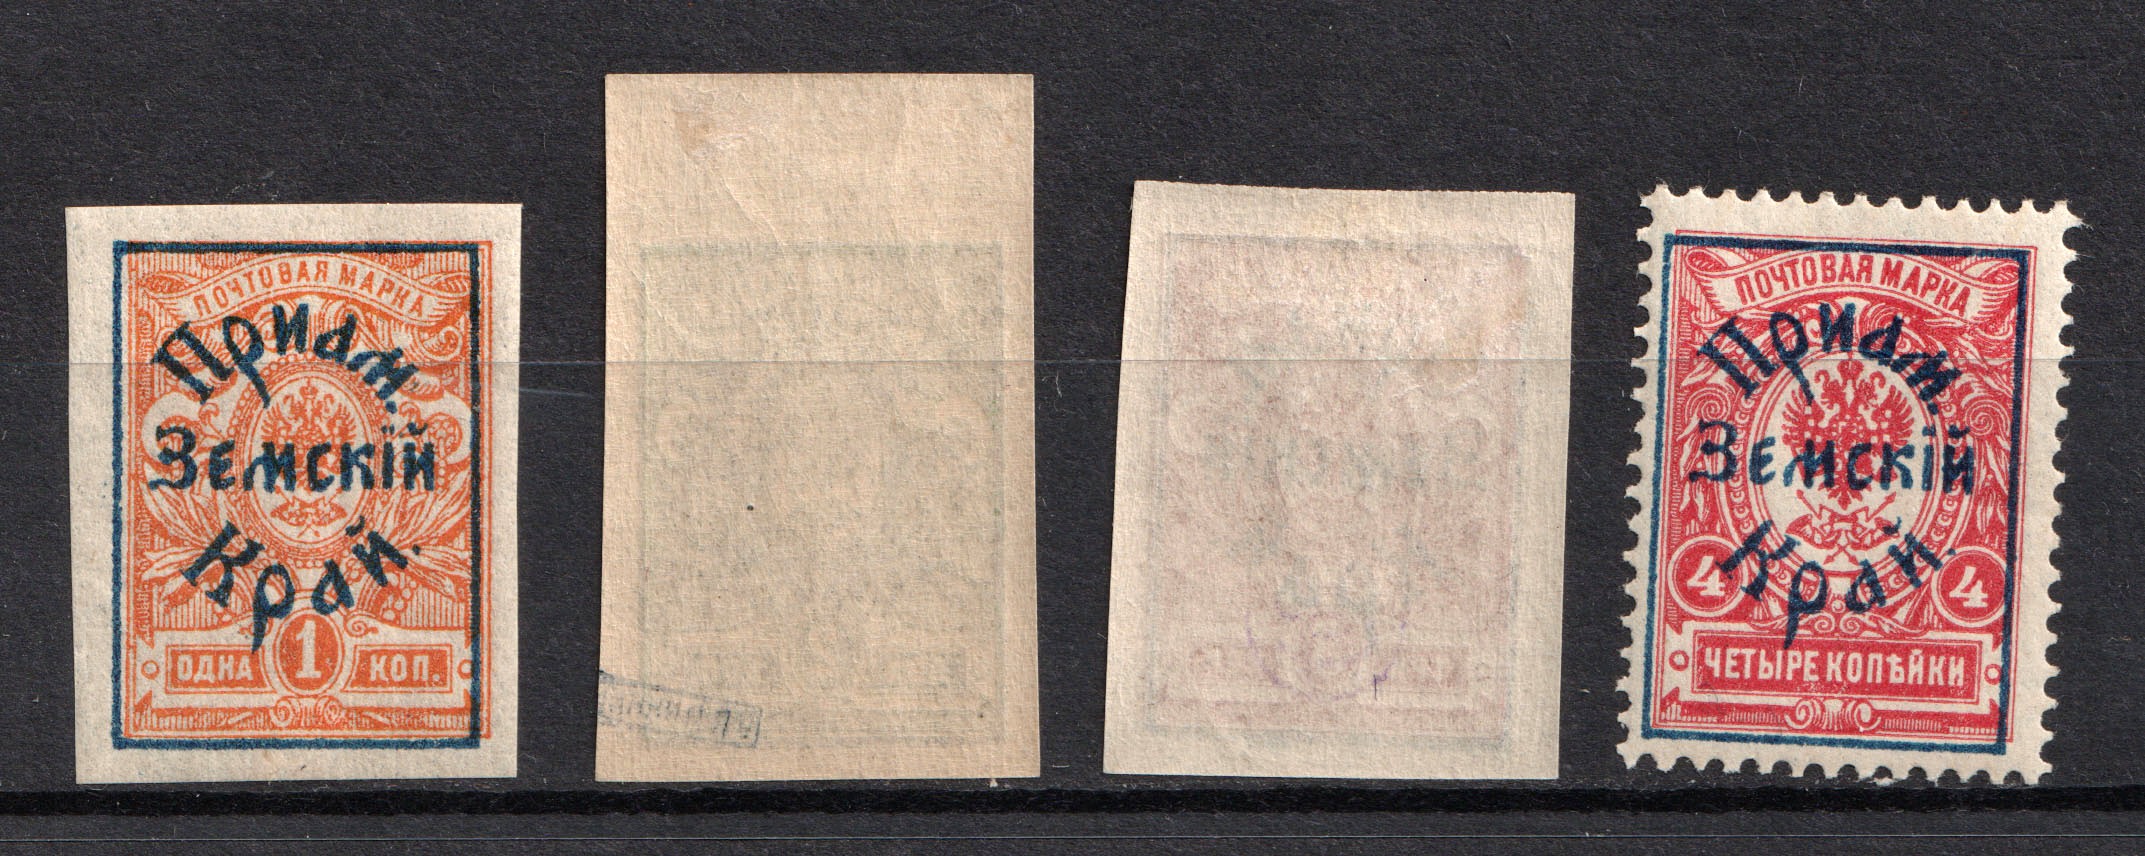 ПОЧТОВАЯ МАРКА
Приам.
Земскій
Край.
1
ОДНА КОП.
ПОЧТОВАЯ МАРКА
Приам.
Земскій
Край.
4 4
ЧЕТЫРЕ КОПѢЙКИ